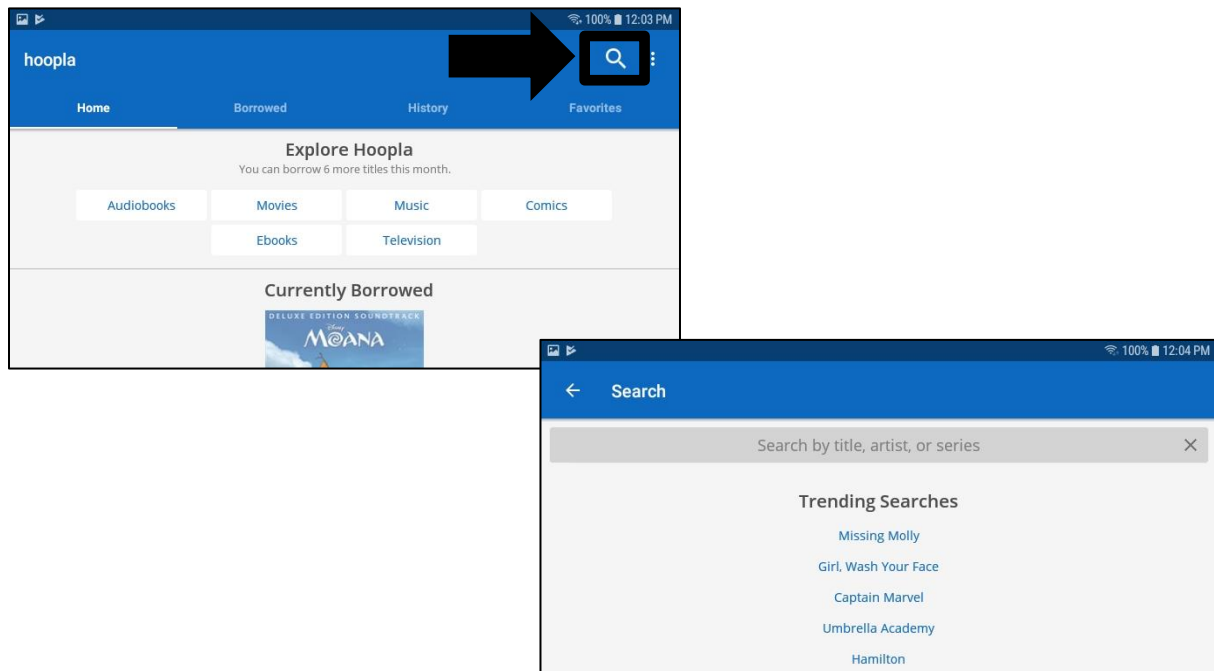 100% 12:03 PM
hoopla
Home Borrowed History Favorites
Explore Hoopla
You can borrow 6 more titles this month.
Audiobooks Movies Music Comics
Ebooks Television
Currently Borrowed
DELUXE EDITION SOUNDTRACK
Disney
MOANA
100% 12:04 PM
Search
Search by title, artist, or series
Trending Searches
Missing Molly
Girl, Wash Your Face
Captain Marvel
Umbrella Academy
Hamilton